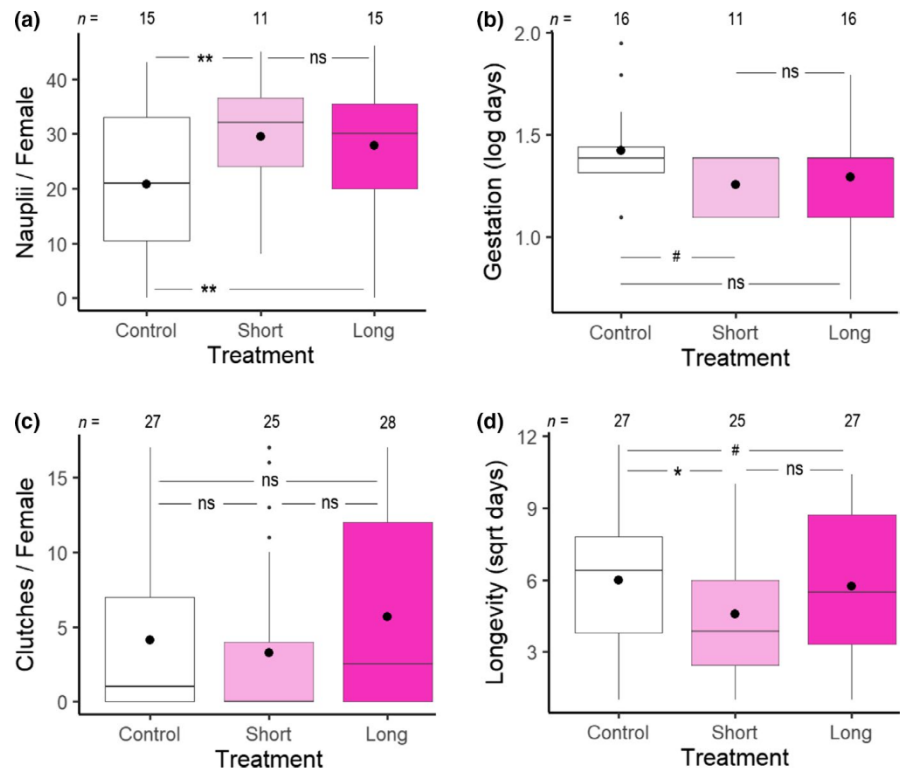 (a) n = 15 11 15
Nauplii / Female
40
30
20
10
0
** ns
**
Control Short Long
Treatment
(b) n = 16 11 16
Gestation (log days)
2.0
1.5
1.0
ns
#
ns
Control Short Long
Treatment
(c) n = 27 25 28
Clutches / Female
15
10
5
0
ns
ns ns
Control Short Long
Treatment
(d) n = 27 25 27
Longevity (sqrt days)
12
9
6
3
#
* ns
Control Short Long
Treatment